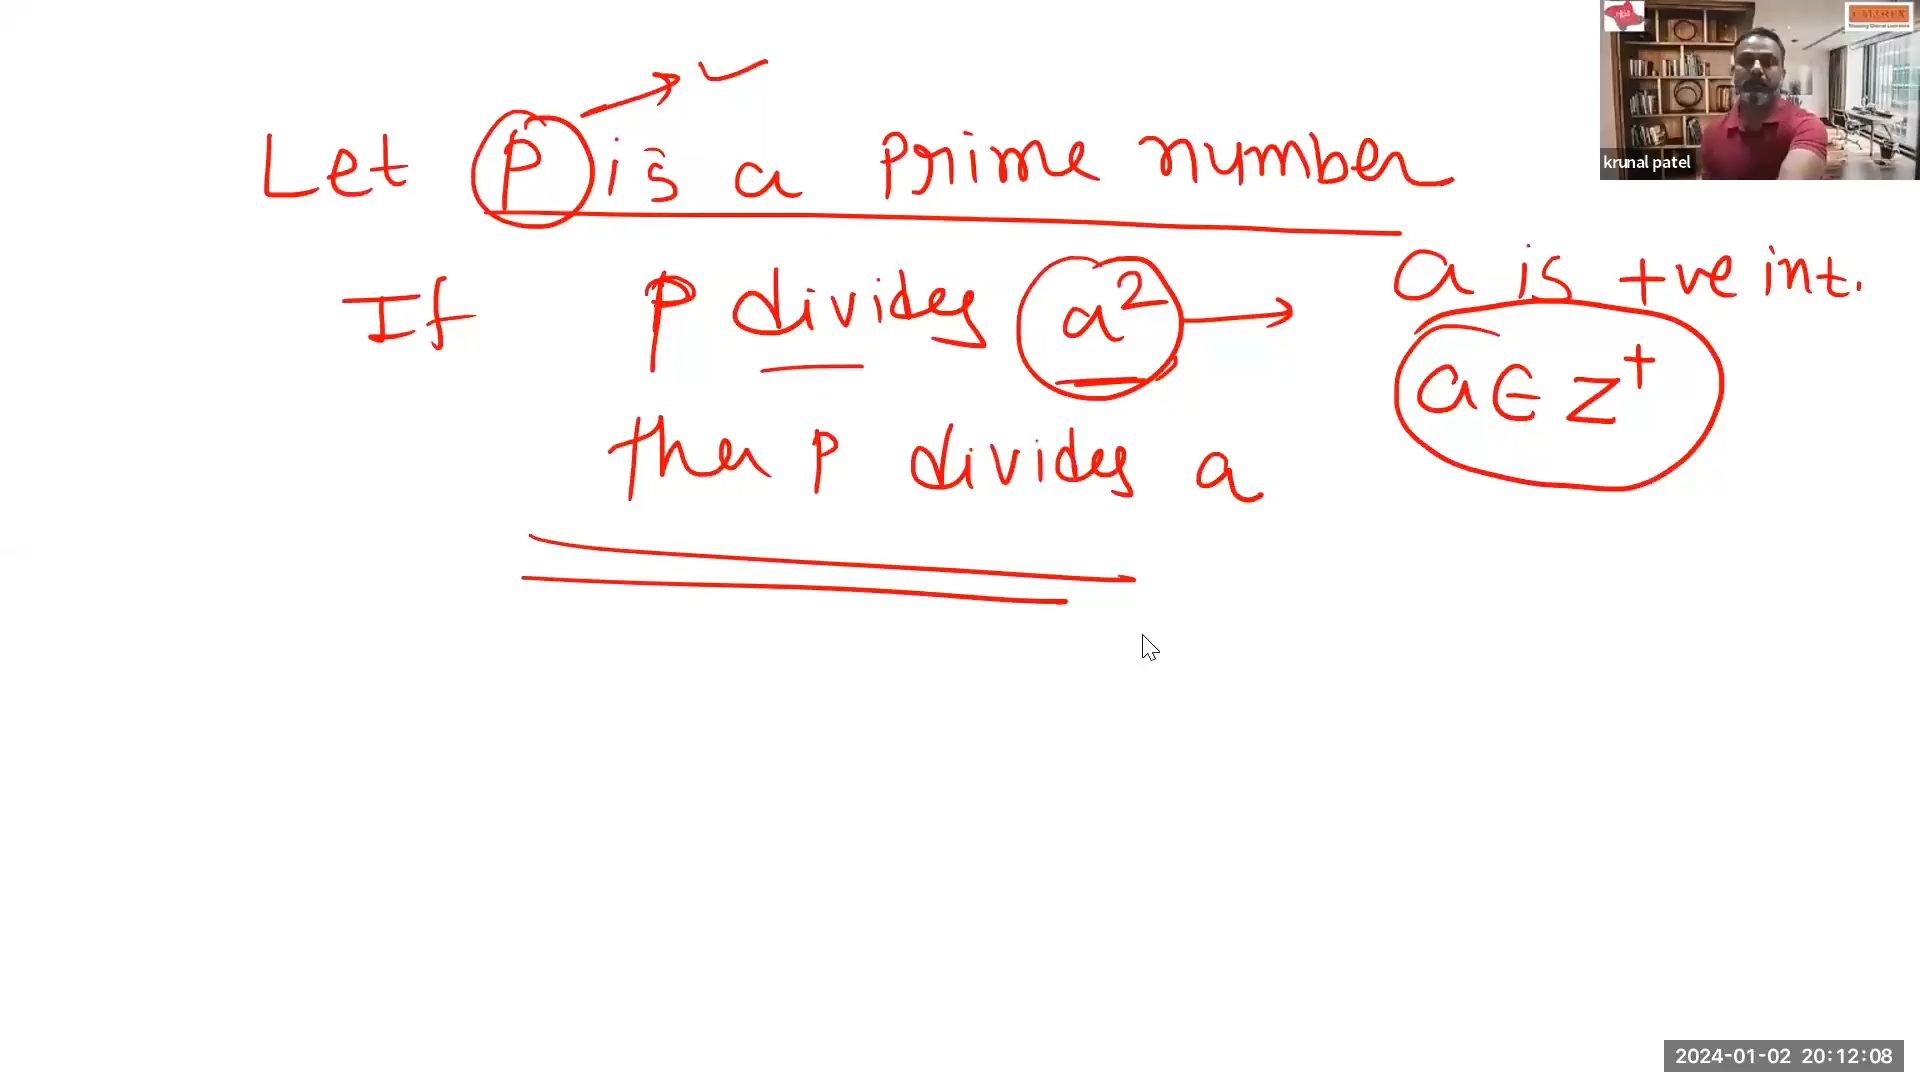 Let p is a prime number
If p divides a² → a is +ve int.
a ∈ Z⁺
then p divides a
krunal patel
2024-01-02 20:12:08